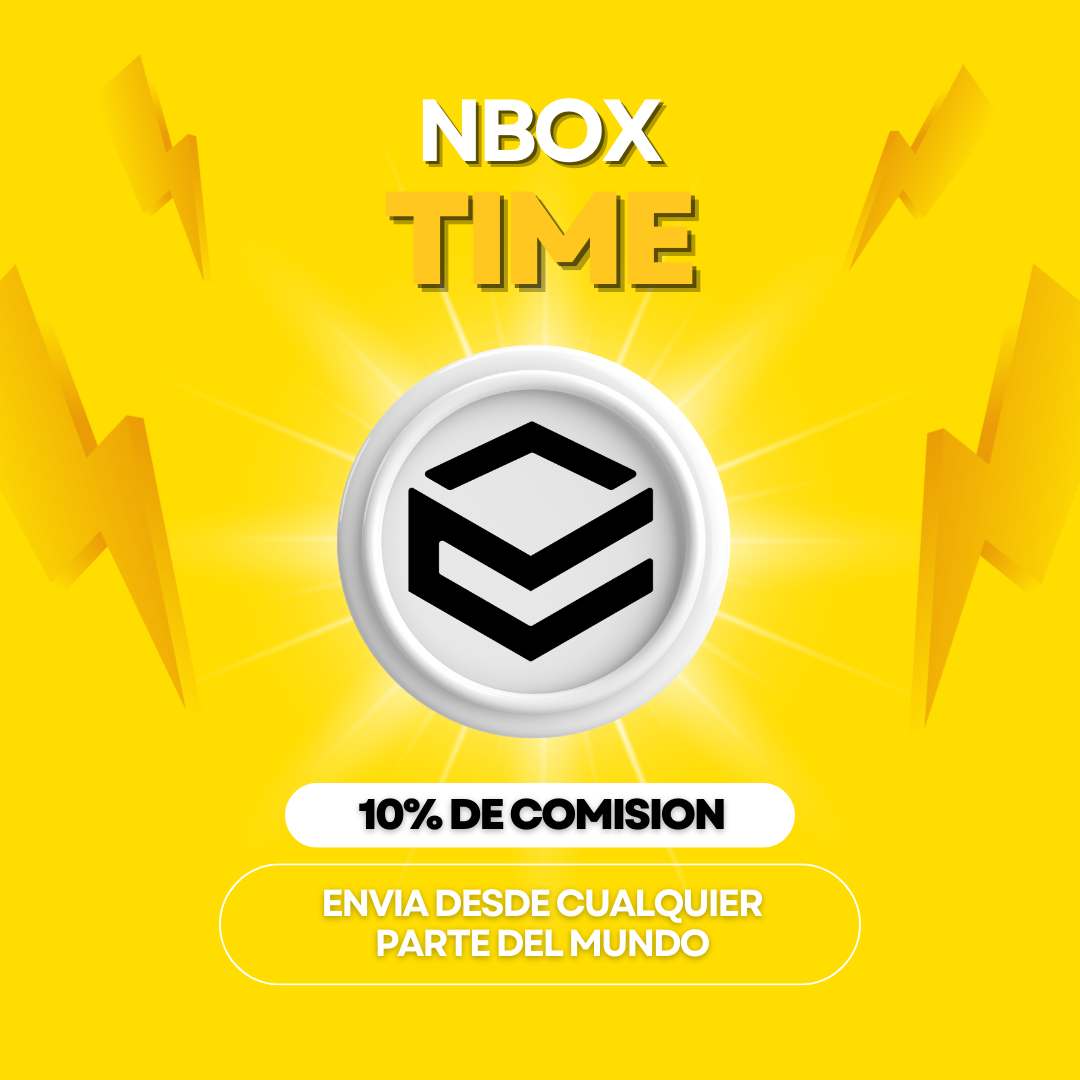 NBOX
TIME
10% DE COMISION
ENVIA DESDE CUALQUIER
PARTE DEL MUNDO